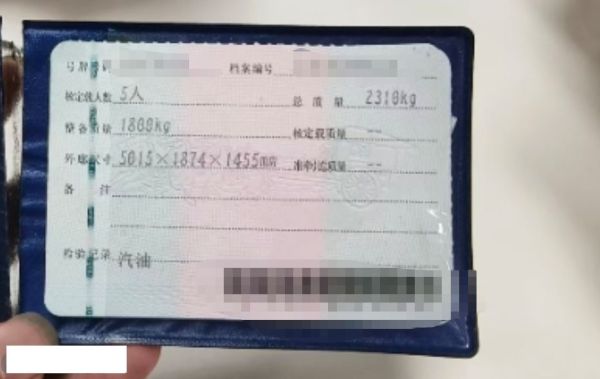 号牌号码 档案编号
核定载人数 5人 总质量 2310kg
整备质量 1800kg 核定载质量 --
外廓尺寸 5015×1874×1455mm 准牵引总质量 --
备注
检验记录 汽油